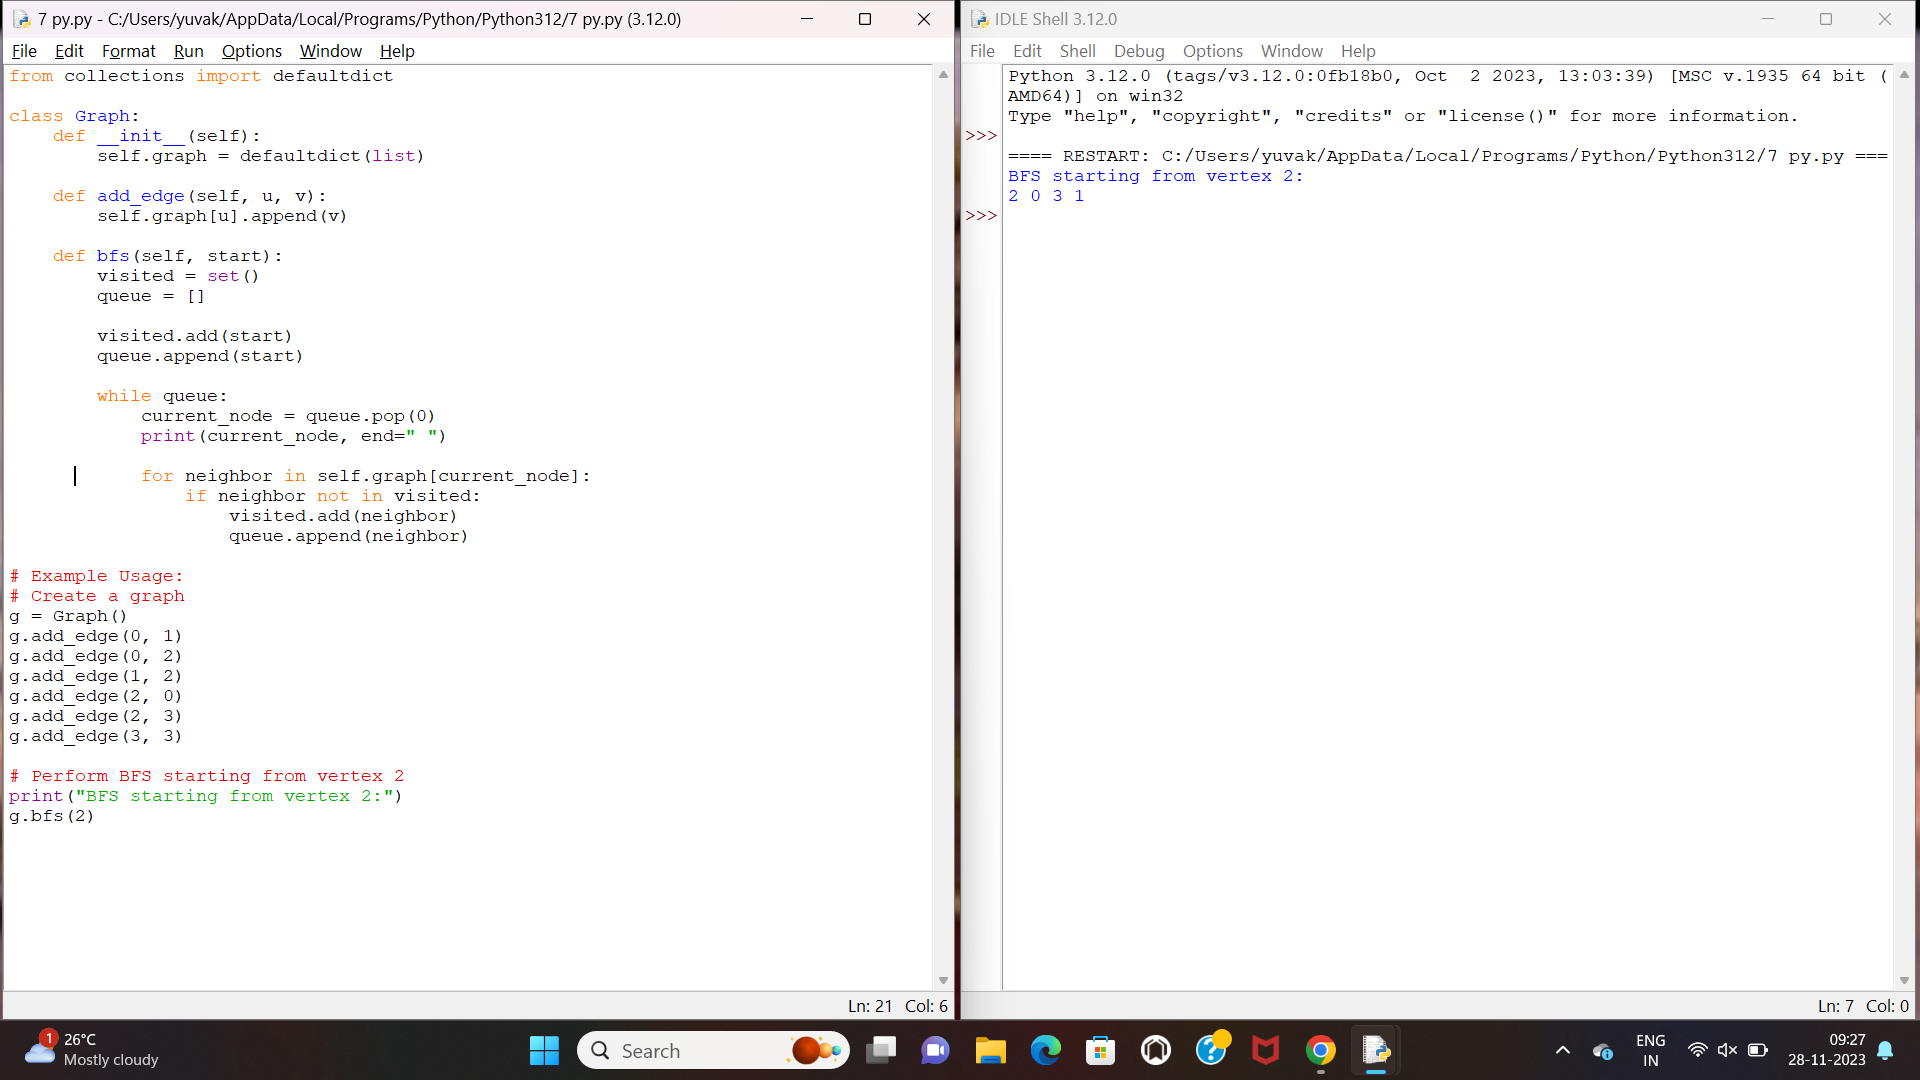 7 py.py - C:/Users/yuvak/AppData/Local/Programs/Python/Python312/7 py.py (3.12.0)
File Edit Format Run Options Window Help
from collections import defaultdict
class Graph:
    def __init__(self):
        self.graph = defaultdict(list)
    def add_edge(self, u, v):
        self.graph[u].append(v)
    def bfs(self, start):
        visited = set()
        queue = []
        visited.add(start)
        queue.append(start)
        while queue:
            current_node = queue.pop(0)
            print(current_node, end=" ")
            for neighbor in self.graph[current_node]:
                if neighbor not in visited:
                    visited.add(neighbor)
                    queue.append(neighbor)
# Example Usage:
# Create a graph
g = Graph()
g.add_edge(0, 1)
g.add_edge(0, 2)
g.add_edge(1, 2)
g.add_edge(2, 0)
g.add_edge(2, 3)
g.add_edge(3, 3)
# Perform BFS starting from vertex 2
print("BFS starting from vertex 2:")
g.bfs(2)
Ln: 21 Col: 6
IDLE Shell 3.12.0
File Edit Shell Debug Options Window Help
Python 3.12.0 (tags/v3.12.0:0fb18b0, Oct  2 2023, 13:03:39) [MSC v.1935 64 bit (
AMD64)] on win32
Type "help", "copyright", "credits" or "license()" for more information.
>>>
==== RESTART: C:/Users/yuvak/AppData/Local/Programs/Python/Python312/7 py.py ===
BFS starting from vertex 2:
2 0 3 1
>>>
Ln: 7 Col: 0
1
26°C
Mostly cloudy
Search
ENG
IN
09:27
28-11-2023